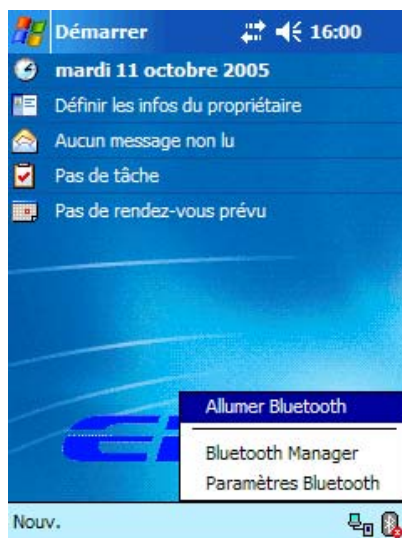 Démarrer 16:00
mardi 11 octobre 2005
Définir les infos du propriétaire
Aucun message non lu
Pas de tâche
Pas de rendez-vous prévu
Allumer Bluetooth
Bluetooth Manager
Paramètres Bluetooth
Nouv.